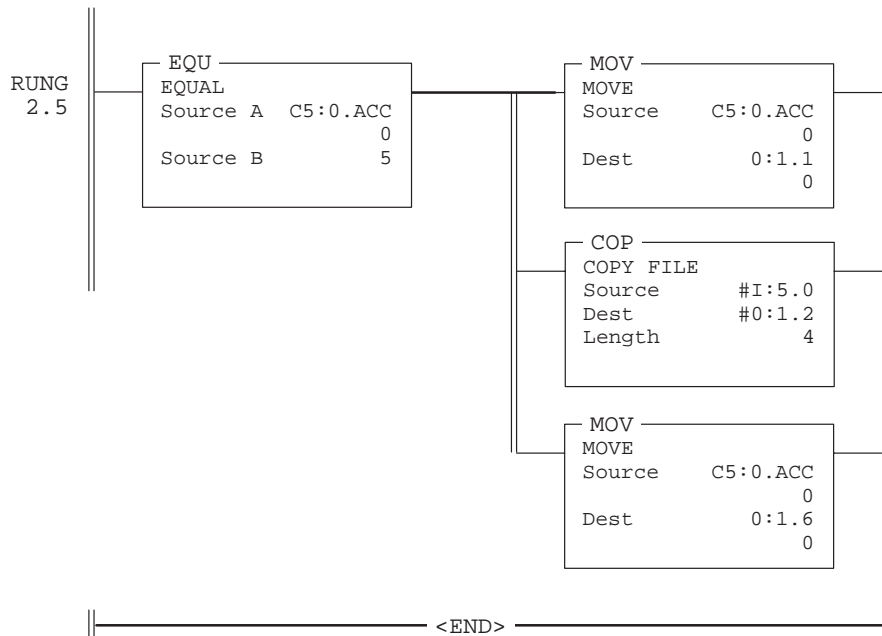 RUNG
2.5
EQU
EQUAL
Source A C5:0.ACC
0
Source B 5
MOV
MOVE
Source C5:0.ACC
0
Dest 0:1.1
0
COP
COPY FILE
Source #I:5.0
Dest #0:1.2
Length 4
MOV
MOVE
Source C5:0.ACC
0
Dest 0:1.6
0
<END>